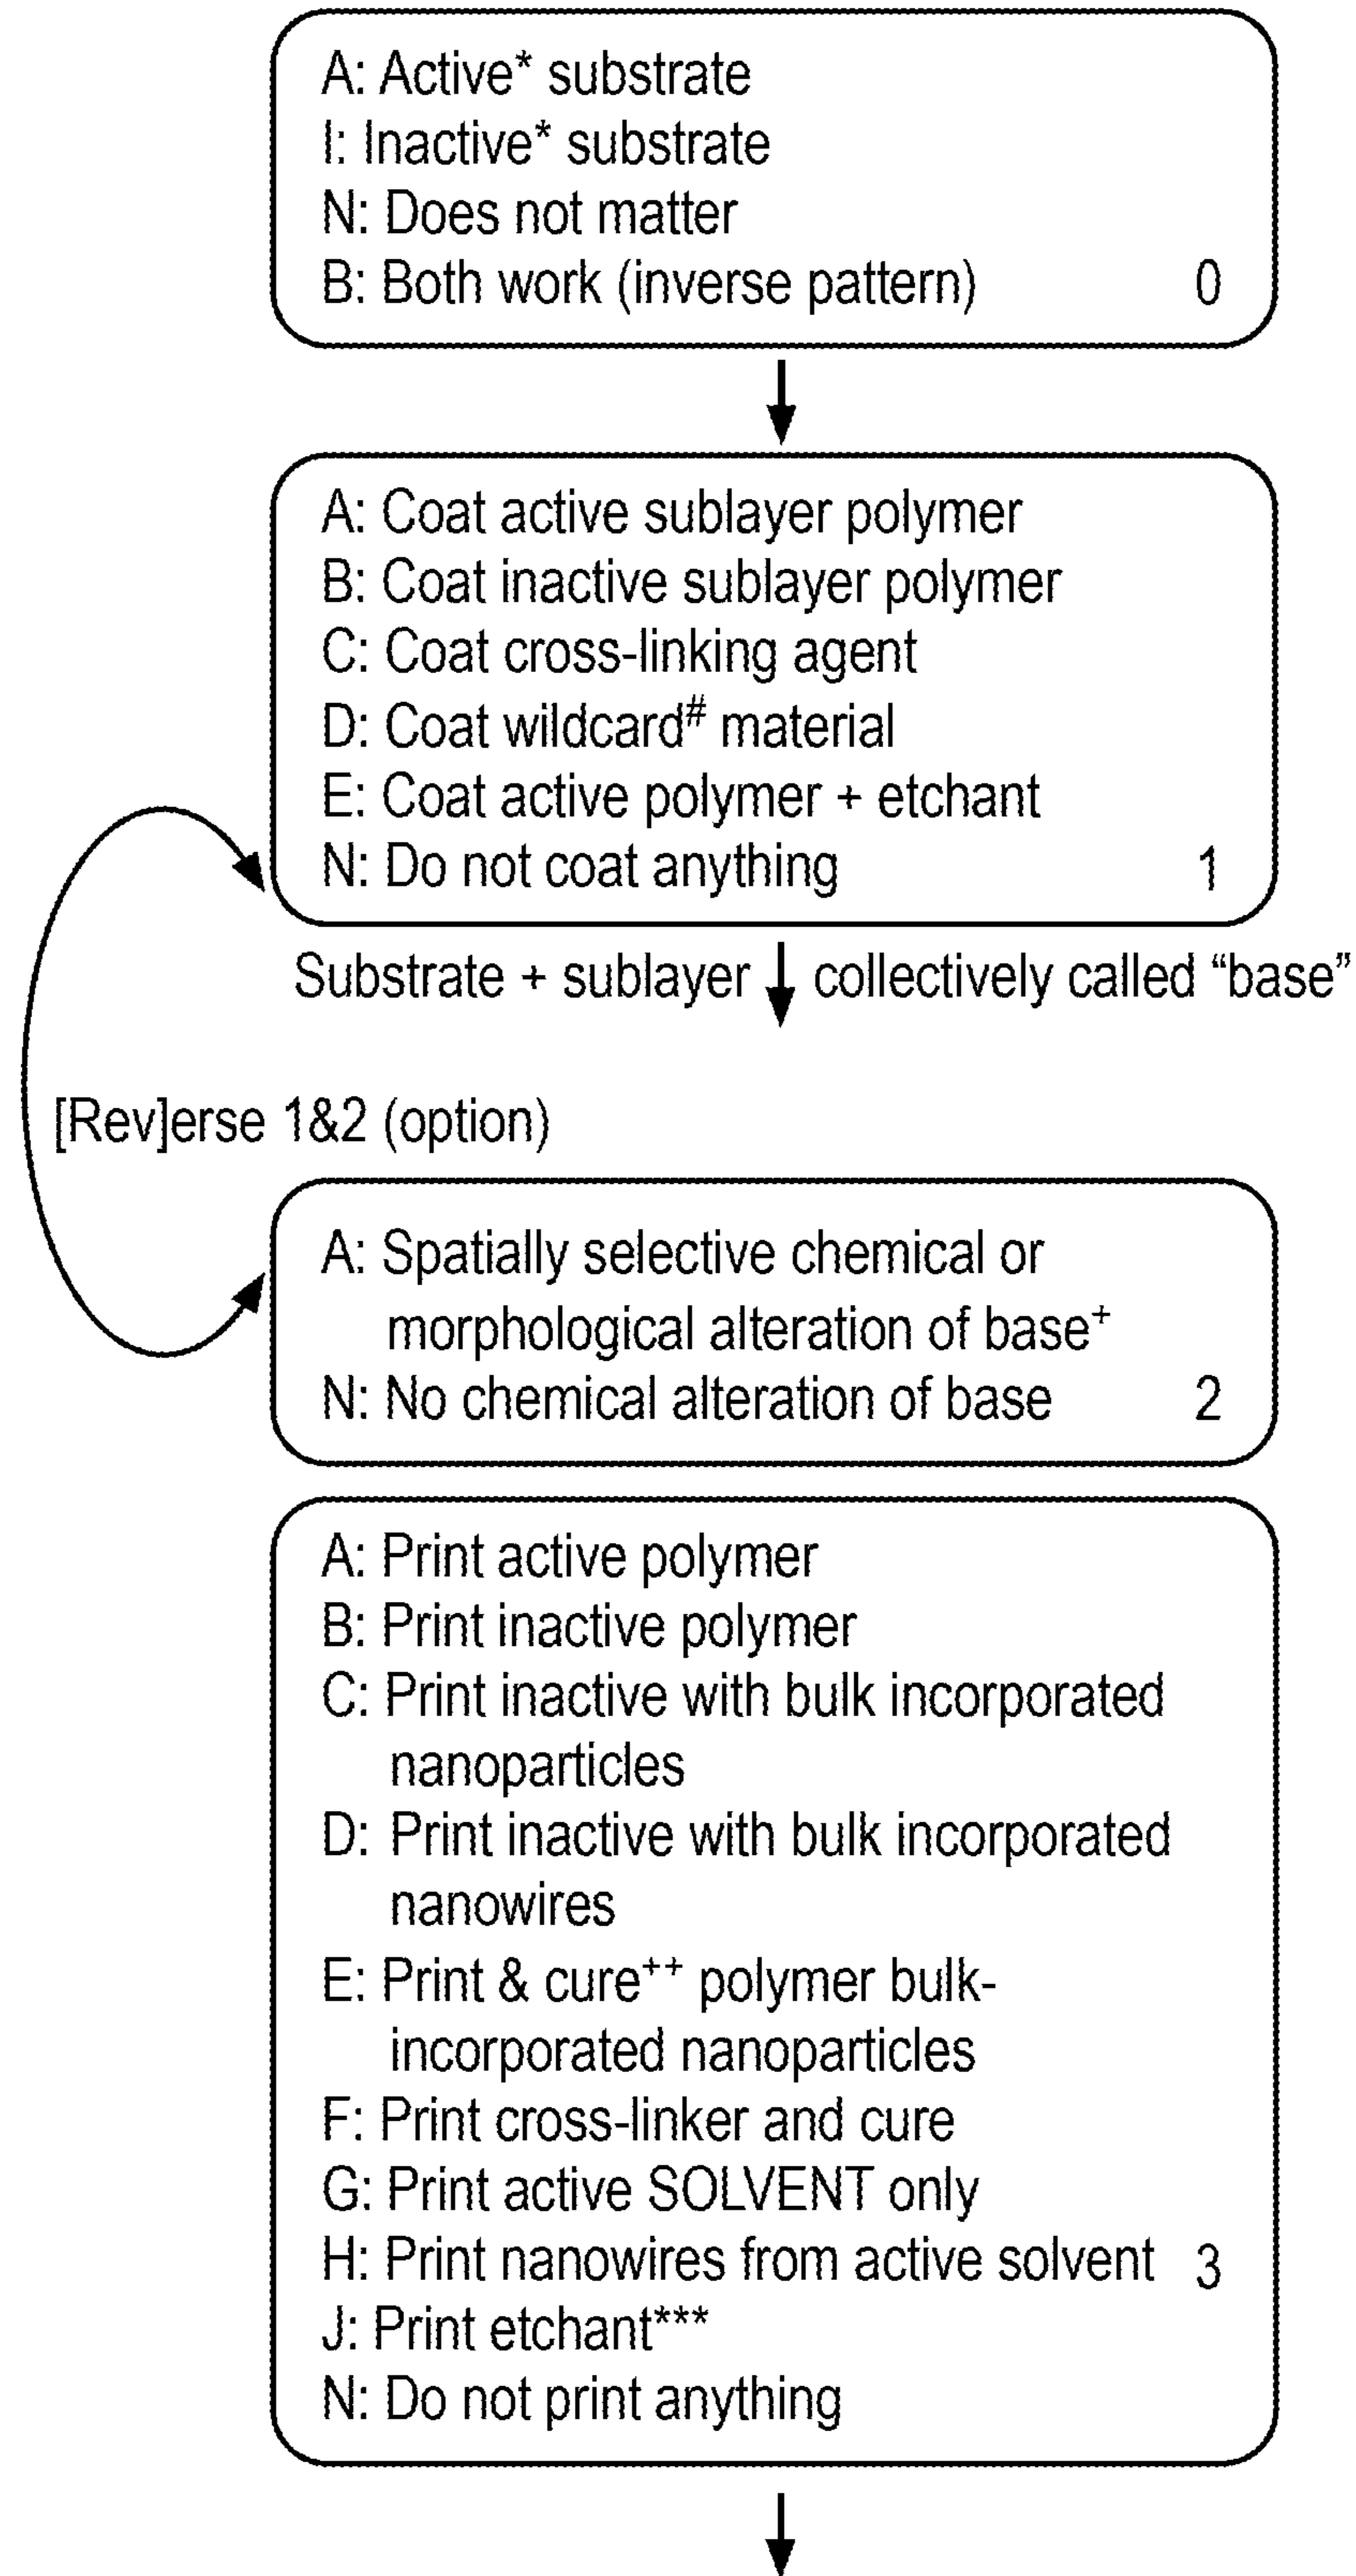 A: Active* substrate
I: Inactive* substrate
N: Does not matter
B: Both work (inverse pattern) 0
A: Coat active sublayer polymer
B: Coat inactive sublayer polymer
C: Coat cross-linking agent
D: Coat wildcard# material
E: Coat active polymer + etchant
N: Do not coat anything 1
Substrate + sublayer collectively called “base”
[Rev]erse 1&2 (option)
A: Spatially selective chemical or
morphological alteration of base+
N: No chemical alteration of base 2
A: Print active polymer
B: Print inactive polymer
C: Print inactive with bulk incorporated
nanoparticles
D: Print inactive with bulk incorporated
nanowires
E: Print & cure++ polymer bulk-
incorporated nanoparticles
F: Print cross-linker and cure
G: Print active SOLVENT only
H: Print nanowires from active solvent 3
J: Print etchant***
N: Do not print anything